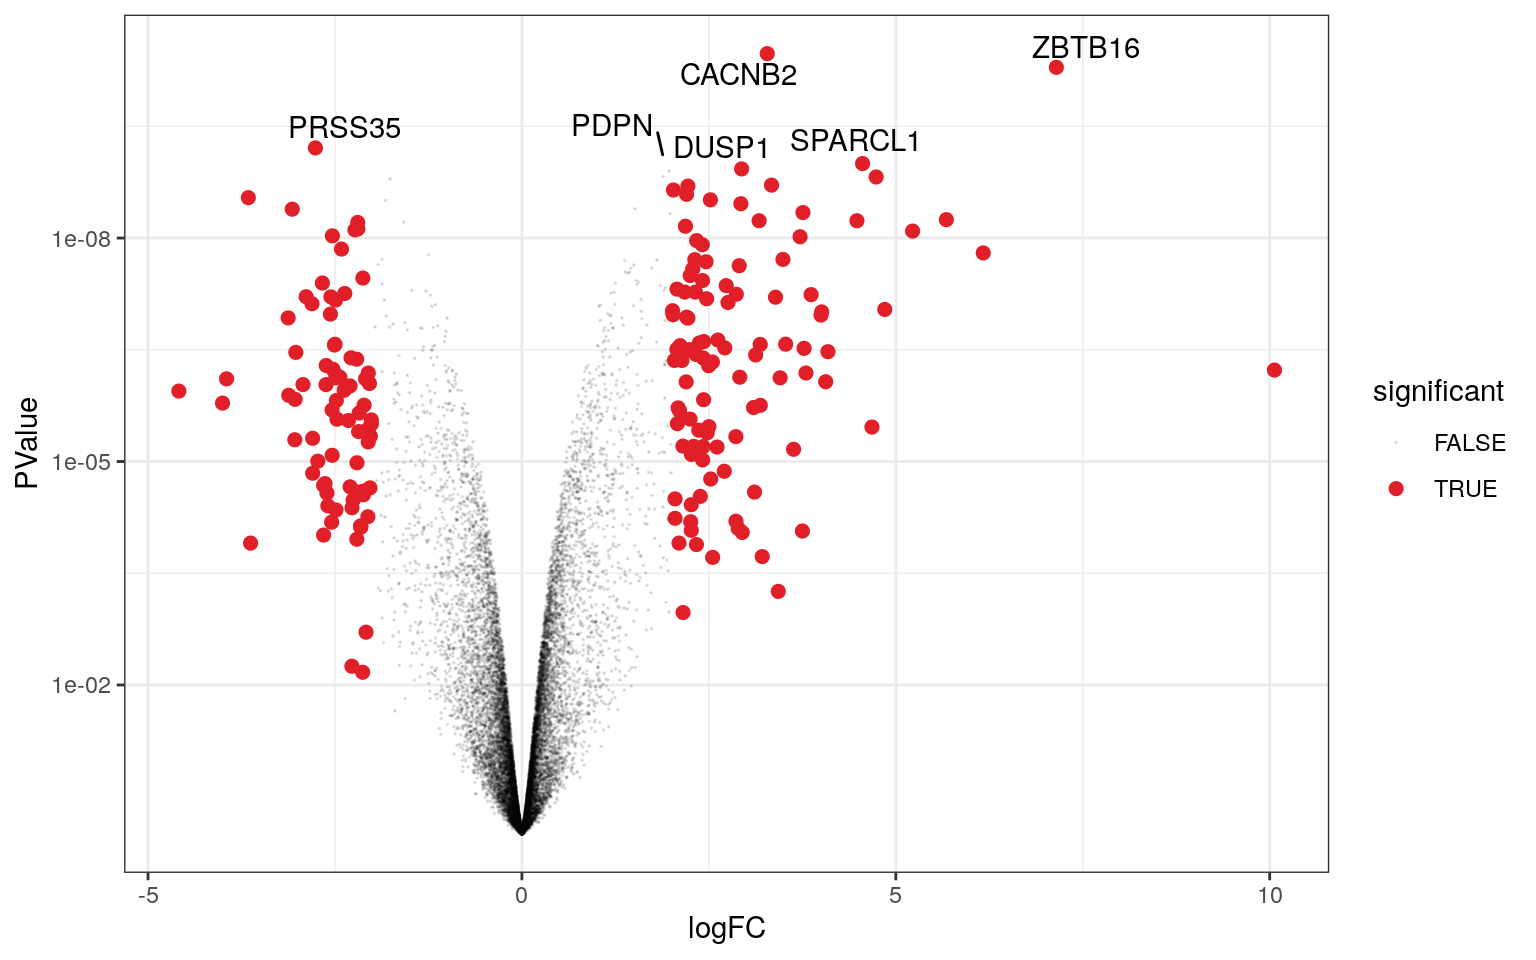 ZBTB16
CACNB2
PRSS35
PDPN
DUSP1
SPARCL1
1e-08
1e-05
1e-02
PValue
-5
0
5
10
logFC
significant
FALSE
TRUE